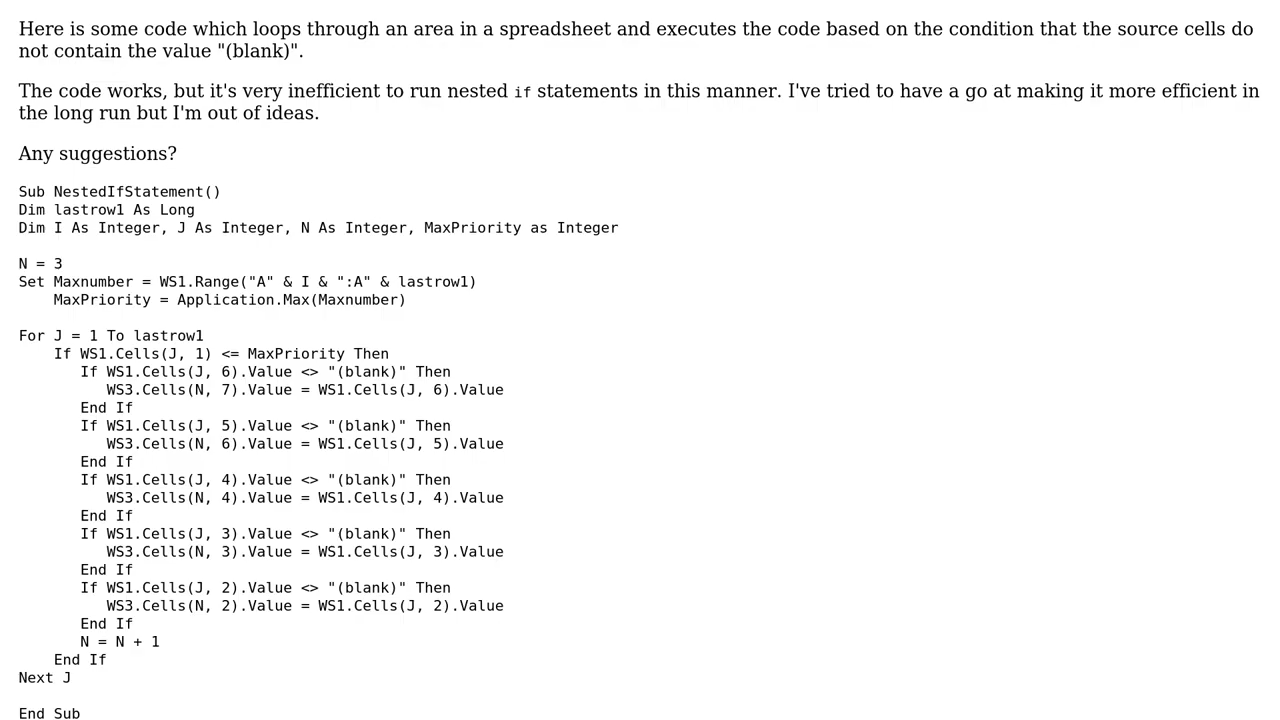 Here is some code which loops through an area in a spreadsheet and executes the code based on the condition that the source cells do
not contain the value "(blank)".
The code works, but it's very inefficient to run nested if statements in this manner. I've tried to have a go at making it more efficient in
the long run but I'm out of ideas.
Any suggestions?
Sub NestedIfStatement()
Dim lastrow1 As Long
Dim I As Integer, J As Integer, N As Integer, MaxPriority as Integer

N = 3
Set Maxnumber = WS1.Range("A" & I & ":A" & lastrow1)
    MaxPriority = Application.Max(Maxnumber)

For J = 1 To lastrow1
    If WS1.Cells(J, 1) <= MaxPriority Then
       If WS1.Cells(J, 6).Value <> "(blank)" Then
          WS3.Cells(N, 7).Value = WS1.Cells(J, 6).Value
       End If
       If WS1.Cells(J, 5).Value <> "(blank)" Then
          WS3.Cells(N, 6).Value = WS1.Cells(J, 5).Value
       End If
       If WS1.Cells(J, 4).Value <> "(blank)" Then
          WS3.Cells(N, 4).Value = WS1.Cells(J, 4).Value
       End If
       If WS1.Cells(J, 3).Value <> "(blank)" Then
          WS3.Cells(N, 3).Value = WS1.Cells(J, 3).Value
       End If
       If WS1.Cells(J, 2).Value <> "(blank)" Then
          WS3.Cells(N, 2).Value = WS1.Cells(J, 2).Value
       End If
       N = N + 1
    End If
Next J

End Sub